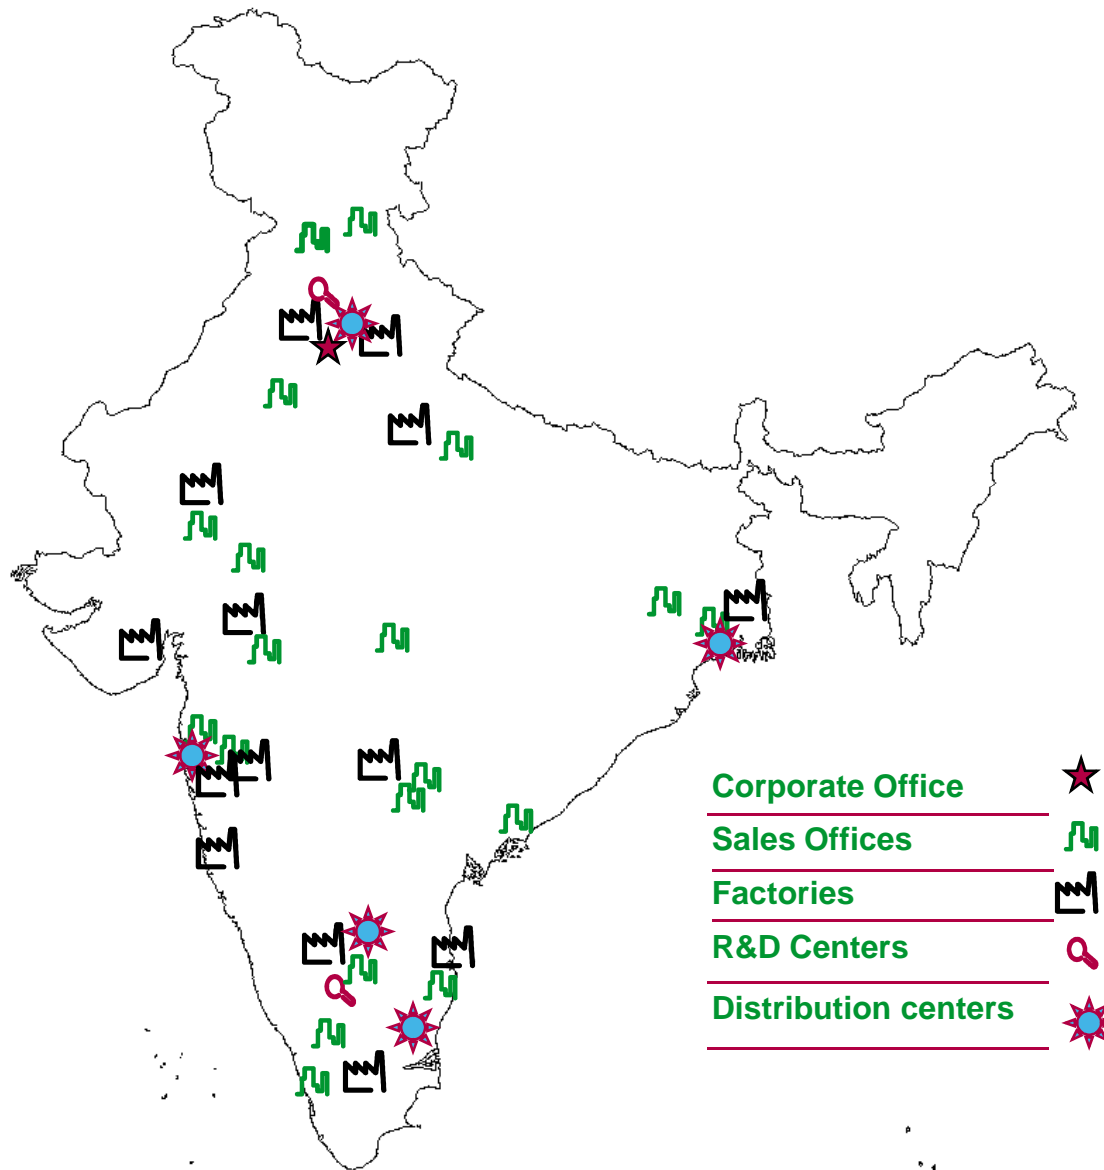 Corporate Office
Sales Offices
Factories
R&D Centers
Distribution centers